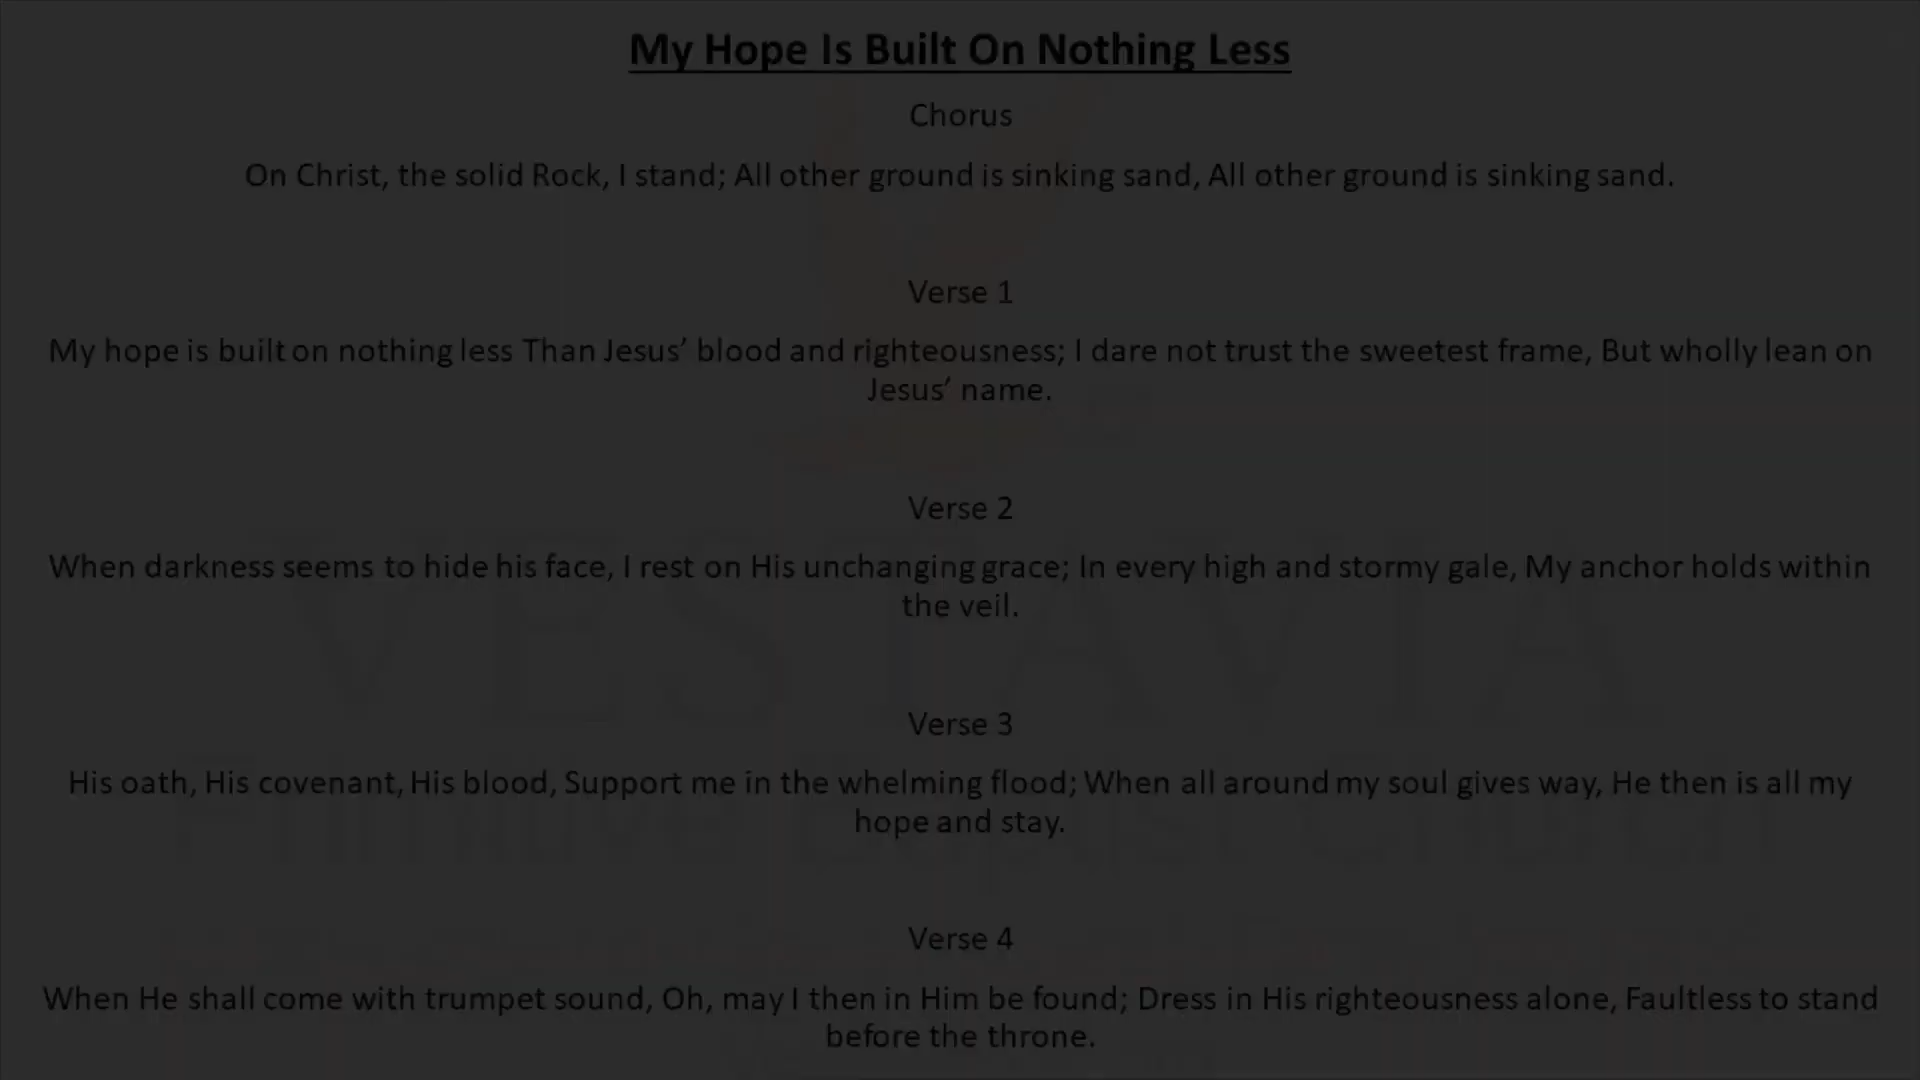 My Hope Is Built On Nothing Less
Chorus
On Christ, the solid Rock, I stand; All other ground is sinking sand, All other ground is sinking sand.
Verse 1
My hope is built on nothing less Than Jesus’ blood and righteousness; I dare not trust the sweetest frame, But wholly lean on
Jesus’ name.
Verse 2
When darkness seems to hide his face, I rest on His unchanging grace; In every high and stormy gale, My anchor holds within
the veil.
VESTAVIA
Verse 3
His oath, His covenant, His blood, Support me in the whelming flood; When all around my soul gives way, He then is all my
hope and stay.
Primitive Baptist Church
Verse 4
When He shall come with trumpet sound, Oh, may I then in Him be found; Dress in His righteousness alone, Faultless to stand
before the throne.